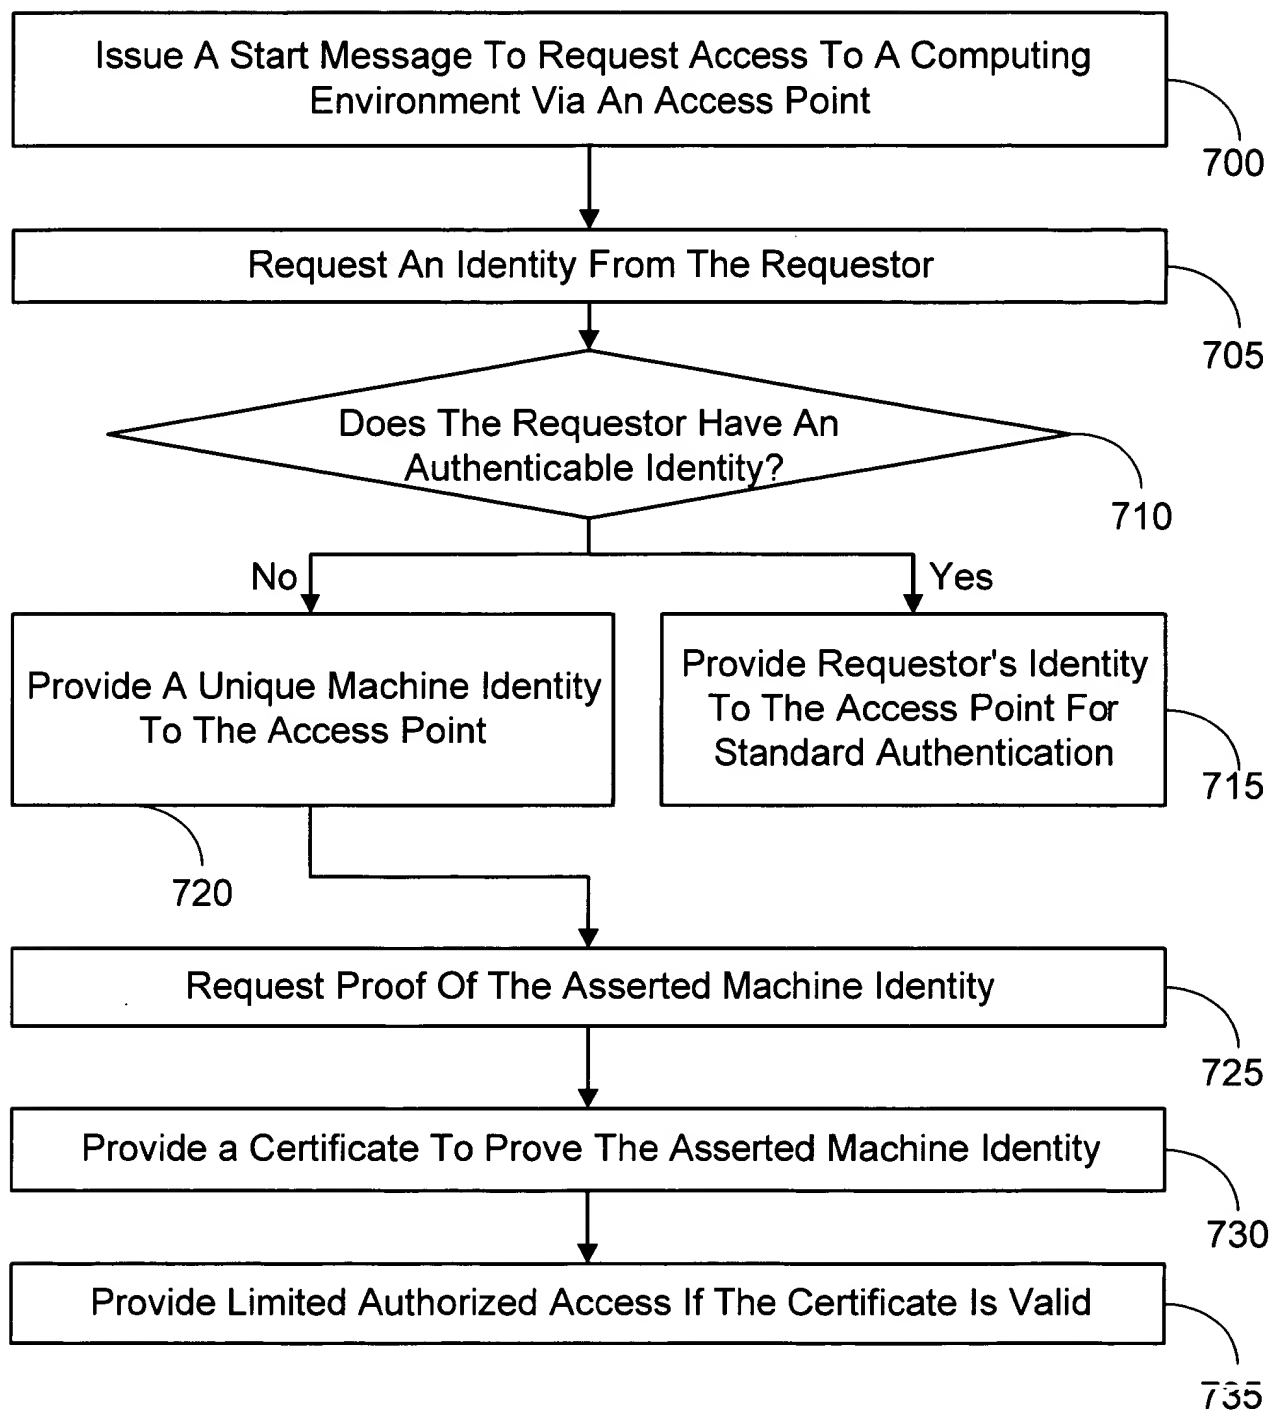 Issue A Start Message To Request Access To A Computing
Environment Via An Access Point
700
Request An Identity From The Requestor
705
Does The Requestor Have An
Authenticable Identity?
710
No
Yes
Provide A Unique Machine Identity
To The Access Point
Provide Requestor's Identity
To The Access Point For
Standard Authentication
715
720
Request Proof Of The Asserted Machine Identity
725
Provide a Certificate To Prove The Asserted Machine Identity
730
Provide Limited Authorized Access If The Certificate Is Valid
735